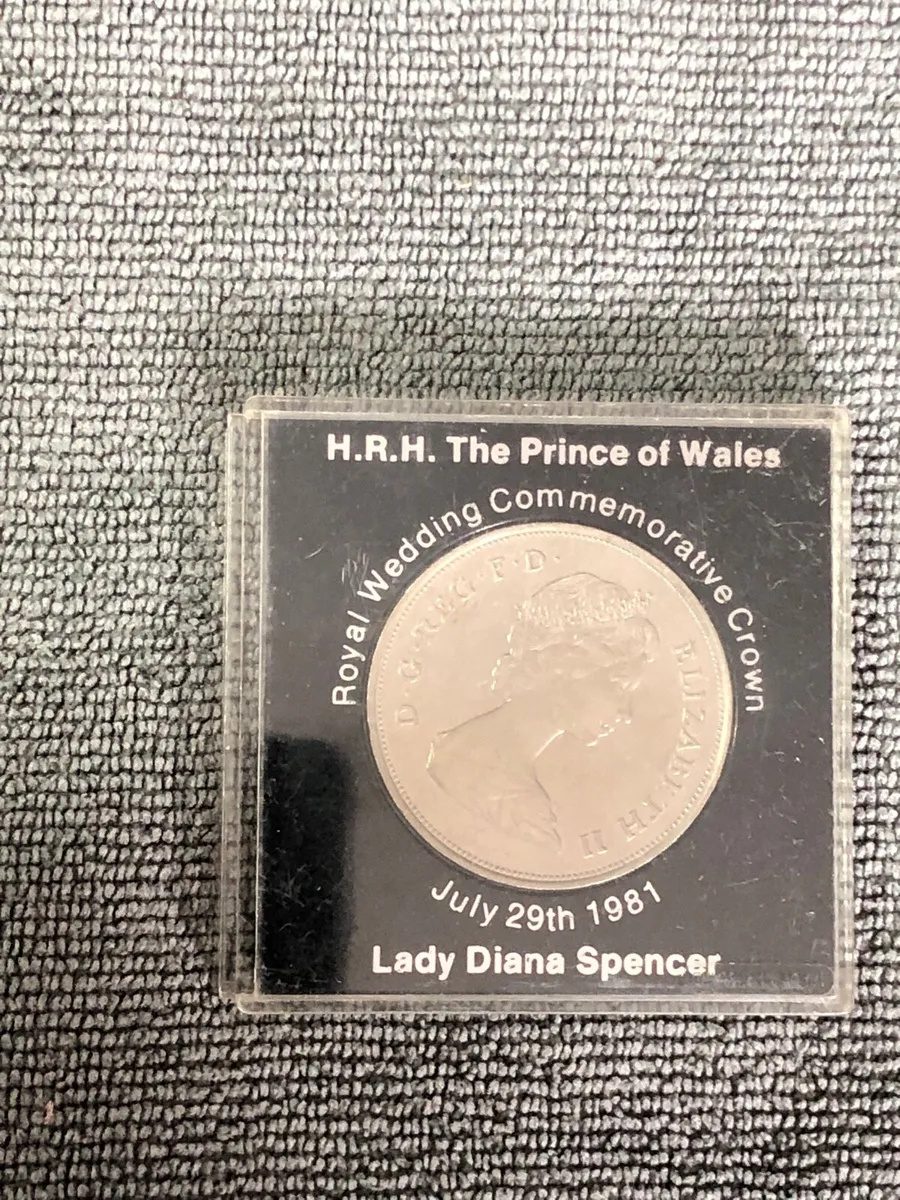 H.R.H. The Prince of Wales
Royal Wedding Commemorative Crown
D·G·REG·F·D·
ELIZABETH II
July 29th 1981
Lady Diana Spencer